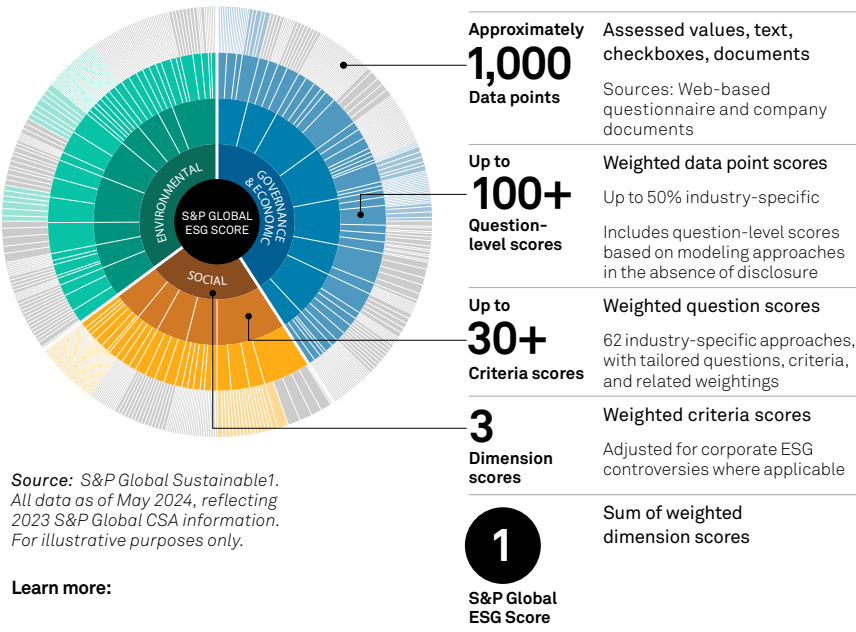 ENVIRONMENTAL
GOVERNANCE
& ECONOMIC
SOCIAL
S&P GLOBAL
ESG SCORE
Approximately
1,000
Data points
Assessed values, text,
checkboxes, documents
Sources: Web-based
questionnaire and company
documents
Up to
100+
Question-
level scores
Weighted data point scores
Up to 50% industry-specific
Includes question-level scores
based on modeling approaches
in the absence of disclosure
Up to
30+
Criteria scores
Weighted question scores
62 industry-specific approaches,
with tailored questions, criteria,
and related weightings
3
Dimension
scores
Weighted criteria scores
Adjusted for corporate ESG
controversies where applicable
1
S&P Global
ESG Score
Sum of weighted
dimension scores
Source: S&P Global Sustainable1.
All data as of May 2024, reflecting
2023 S&P Global CSA information.
For illustrative purposes only.
Learn more: